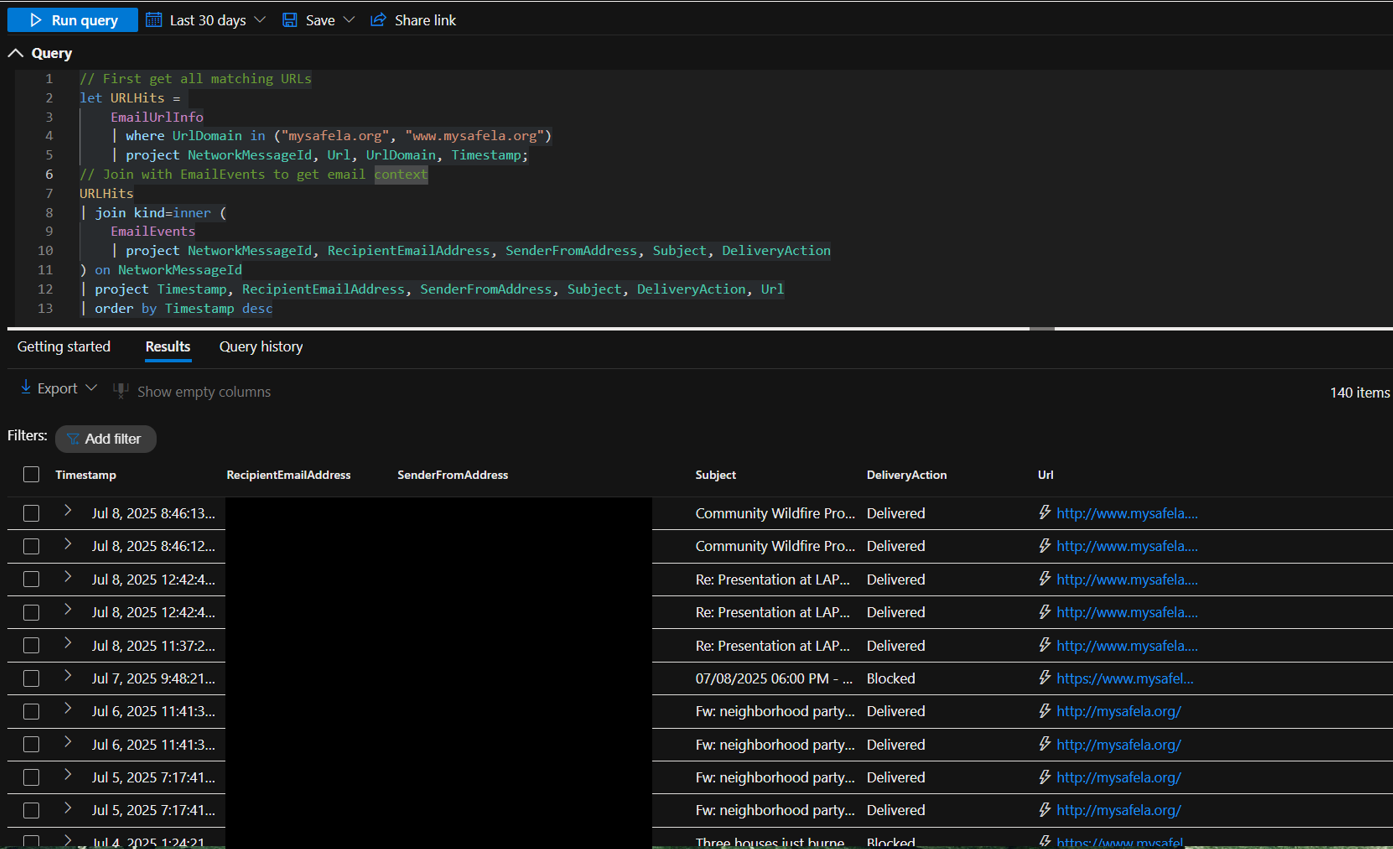 Run query Last 30 days Save Share link
Query
1 // First get all matching URLs
2 let URLHits =
3 EmailUrlInfo
4 | where UrlDomain in ("mysafela.org", "www.mysafela.org")
5 | project NetworkMessageId, Url, UrlDomain, Timestamp;
6 // Join with EmailEvents to get email context
7 URLHits
8 | join kind=inner (
9 EmailEvents
10 | project NetworkMessageId, RecipientEmailAddress, SenderFromAddress, Subject, DeliveryAction
11 ) on NetworkMessageId
12 | project Timestamp, RecipientEmailAddress, SenderFromAddress, Subject, DeliveryAction, Url
13 | order by Timestamp desc
Getting started Results Query history
Export Show empty columns 140 items
Filters: Add filter
Timestamp RecipientEmailAddress SenderFromAddress Subject DeliveryAction Url
Jul 8, 2025 8:46:13... Community Wildfire Pro... Delivered http://www.mysafela....
Jul 8, 2025 8:46:12... Community Wildfire Pro... Delivered http://www.mysafela....
Jul 8, 2025 12:42:4... Re: Presentation at LAP... Delivered http://www.mysafela....
Jul 8, 2025 12:42:4... Re: Presentation at LAP... Delivered http://www.mysafela....
Jul 8, 2025 11:37:2... Re: Presentation at LAP... Delivered http://www.mysafela....
Jul 7, 2025 9:48:21... 07/08/2025 06:00 PM - ... Blocked https://www.mysafel...
Jul 6, 2025 11:41:3... Fw: neighborhood party... Delivered http://mysafela.org/
Jul 6, 2025 11:41:3... Fw: neighborhood party... Delivered http://mysafela.org/
Jul 5, 2025 7:17:41... Fw: neighborhood party... Delivered http://mysafela.org/
Jul 5, 2025 7:17:41... Fw: neighborhood party... Delivered http://mysafela.org/
Jul 4, 2025 1:24:21... Three houses just burne... Blocked https://www.mysafel...